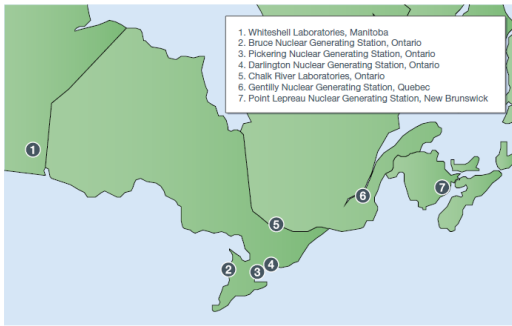 1. Whiteshell Laboratories, Manitoba
2. Bruce Nuclear Generating Station, Ontario
3. Pickering Nuclear Generating Station, Ontario
4. Darlington Nuclear Generating Station, Ontario
5. Chalk River Laboratories, Ontario
6. Gentilly Nuclear Generating Station, Quebec
7. Point Lepreau Nuclear Generating Station, New Brunswick
1
7
6
5
2
3
4